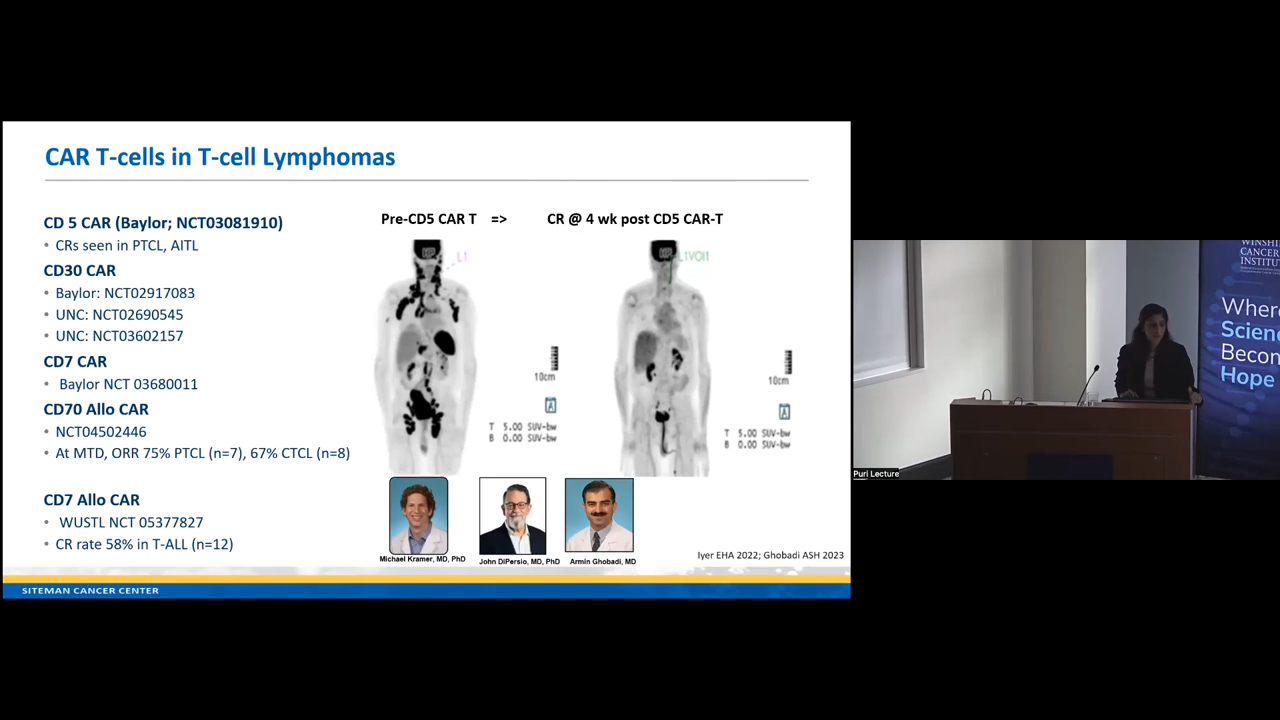 CAR T-cells in T-cell Lymphomas
CD 5 CAR (Baylor; NCT03081910)
• CRs seen in PTCL, AITL
CD30 CAR
• Baylor: NCT02917083
• UNC: NCT02690545
• UNC: NCT03602157
CD7 CAR
• Baylor NCT 03680011
CD70 Allo CAR
• NCT04502446
• At MTD, ORR 75% PTCL (n=7), 67% CTCL (n=8)
CD7 Allo CAR
• WUSTL NCT 05377827
• CR rate 58% in T-ALL (n=12)
Pre-CD5 CAR T => CR @ 4 wk post CD5 CAR-T
L1
10cm
A
T 5.00 SUV-bw
B 0.00 SUV-bw
10cm
A
T 5.00 SUV-bw
B 0.00 SUV-bw
Michael Kramer, MD, PhD
John DiPersio, MD, PhD
Armin Ghobadi, MD
Iyer EHA 2022; Ghobadi ASH 2023
SITEMAN CANCER CENTER
CANCER
Where
Hope
Puri Lecture